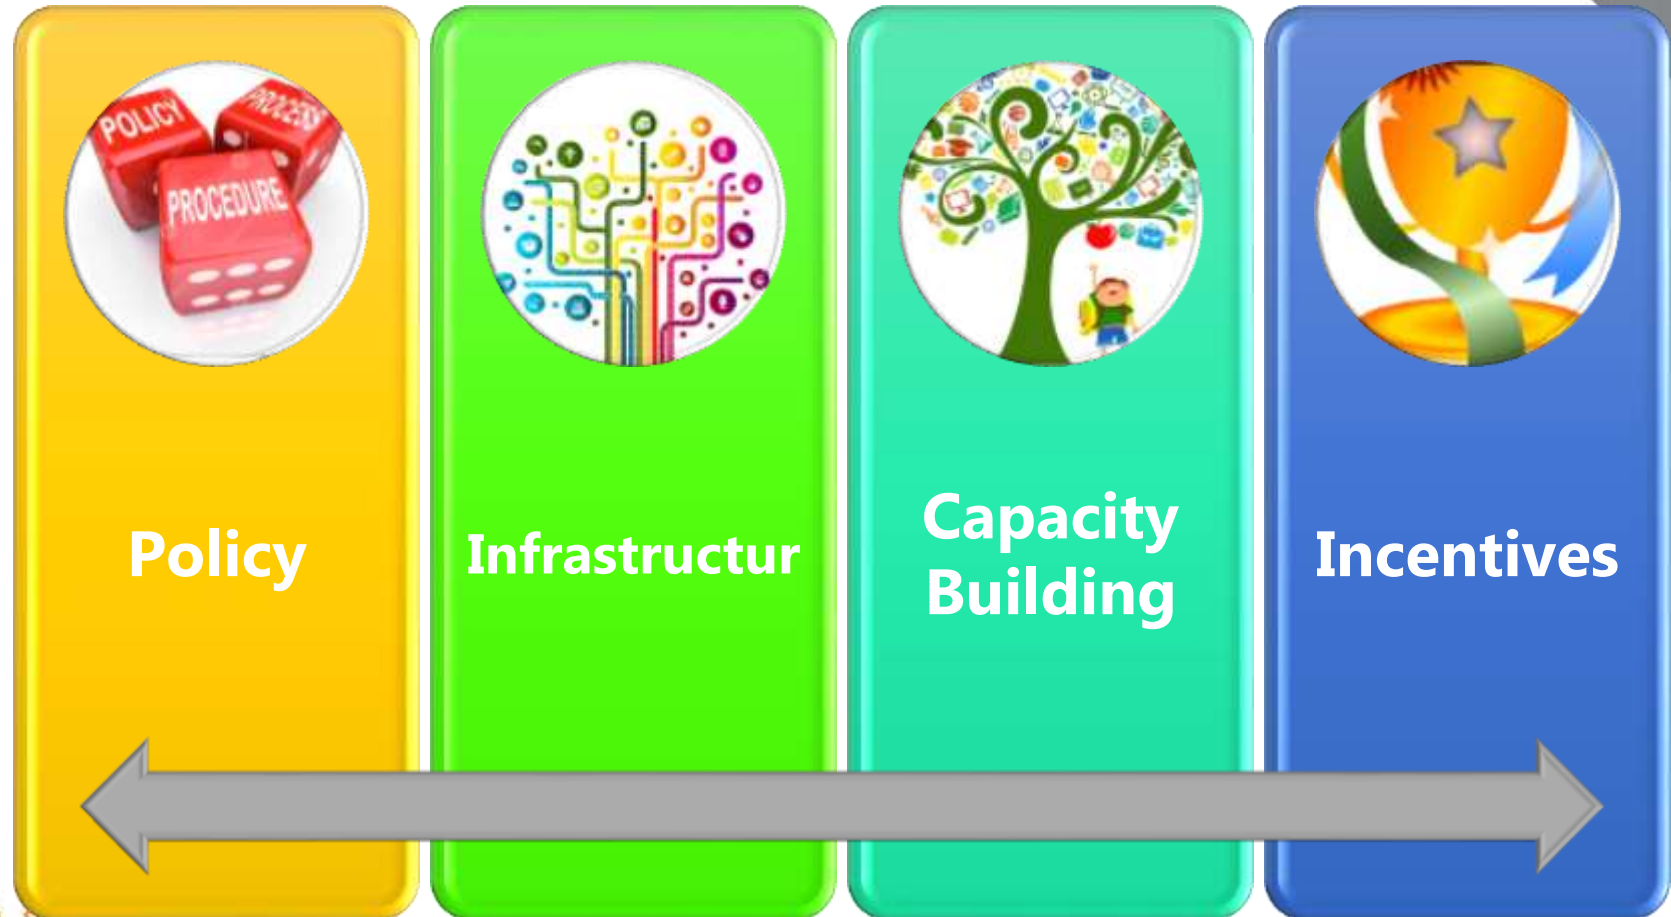 POLICY
PROCESS
PROCEDURE
Policy
Infrastructur
Capacity
Building
Incentives